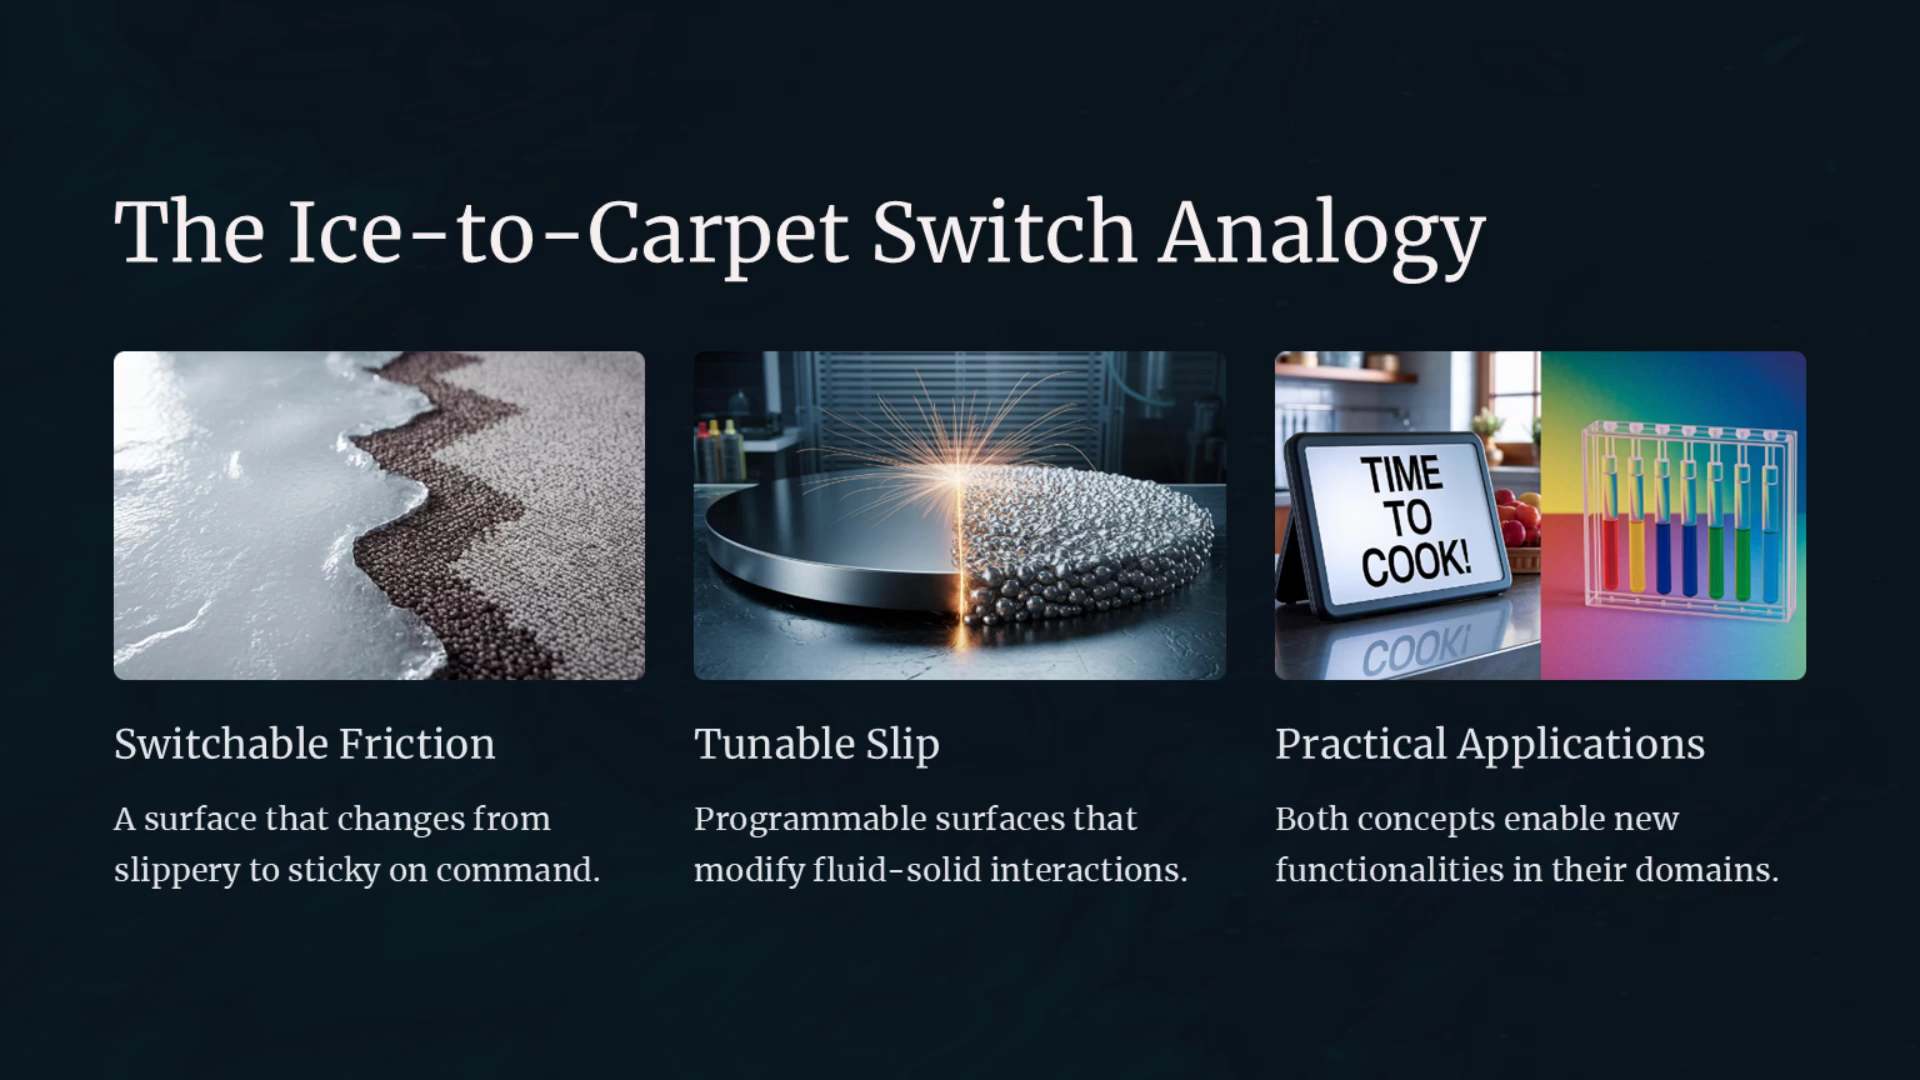 The Ice-to-Carpet Switch Analogy
TIME
TO
COOK!
COOK!
Switchable Friction
A surface that changes from
slippery to sticky on command.
Tunable Slip
Programmable surfaces that
modify fluid-solid interactions.
Practical Applications
Both concepts enable new
functionalities in their domains.